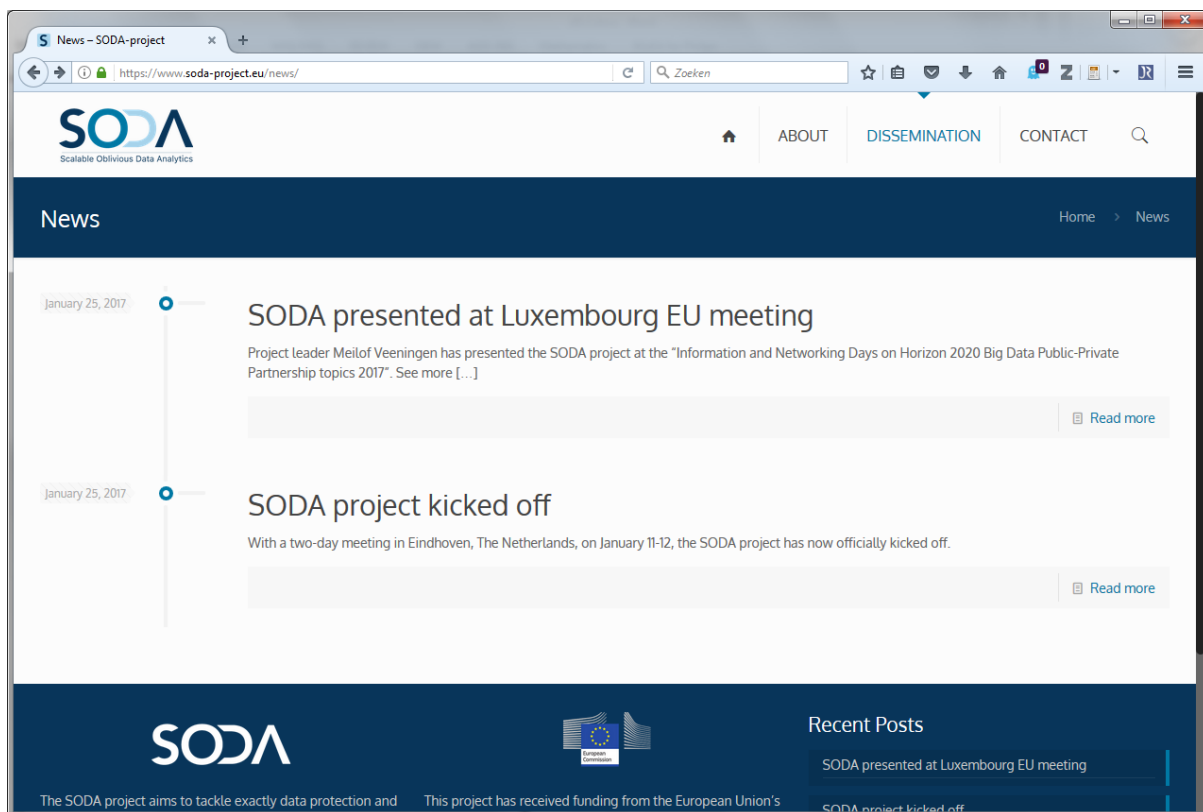 News – SODA-project
https://www.soda-project.eu/news/
Zoeken
0
SODA
Scalable Oblivious Data Analytics
ABOUT
DISSEMINATION
CONTACT
News
Home > News
January 25, 2017
SODA presented at Luxembourg EU meeting
Project leader Meilof Veeningen has presented the SODA project at the “Information and Networking Days on Horizon 2020 Big Data Public-Private
Partnership topics 2017”. See more […]
Read more
January 25, 2017
SODA project kicked off
With a two-day meeting in Eindhoven, The Netherlands, on January 11-12, the SODA project has now officially kicked off.
Read more
SODA
The SODA project aims to tackle exactly data protection and
European
Commission
This project has received funding from the European Union’s
Recent Posts
SODA presented at Luxembourg EU meeting
SODA project kicked off